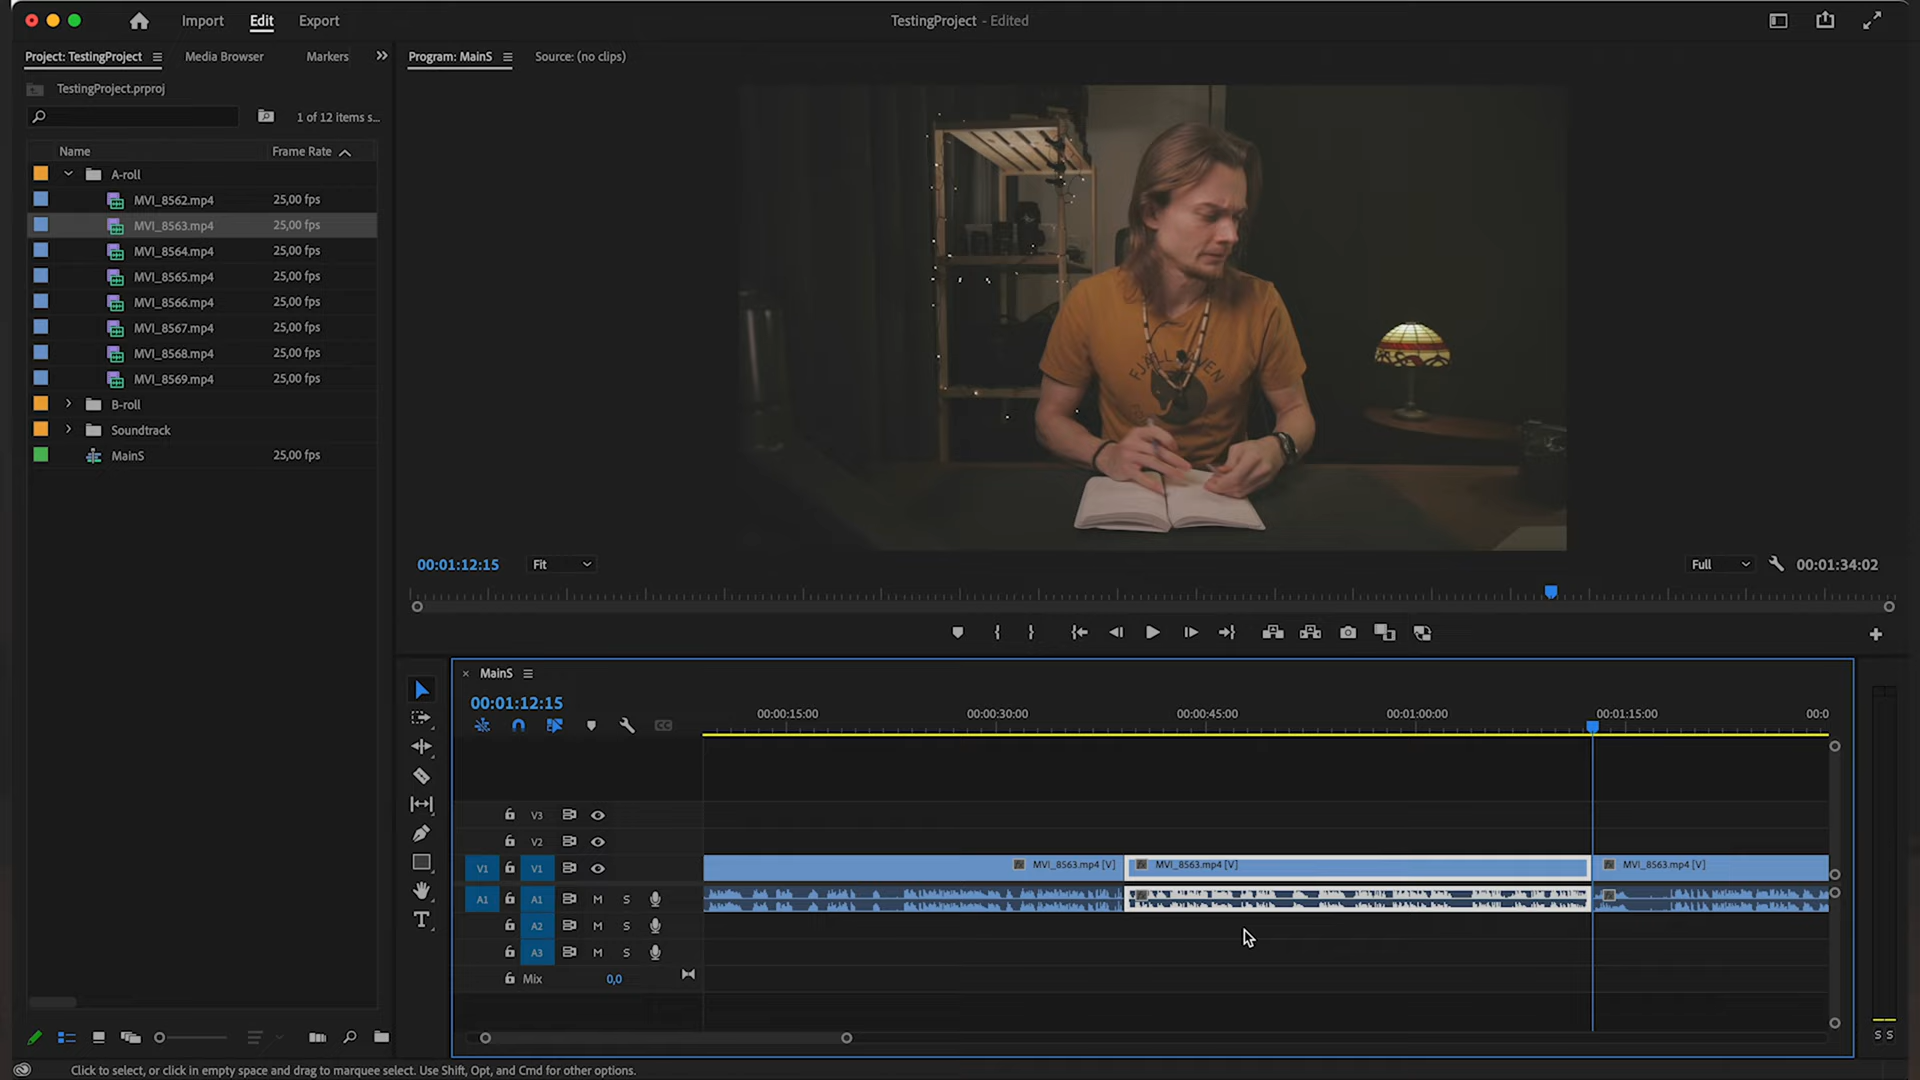 Import Edit Export
TestingProject - Edited
Project: TestingProject
Media Browser
Markers
Program: MainS
Source: (no clips)
TestingProject.prproj
1 of 12 items s...
Name Frame Rate
A-roll
MVI_8562.mp4 25,00 fps
MVI_8563.mp4 25,00 fps
MVI_8564.mp4 25,00 fps
MVI_8565.mp4 25,00 fps
MVI_8566.mp4 25,00 fps
MVI_8567.mp4 25,00 fps
MVI_8568.mp4 25,00 fps
MVI_8569.mp4 25,00 fps
B-roll
Soundtrack
MainS 25,00 fps
00:01:12:15 Fit
Full 00:01:34:02
MainS
00:01:12:15
CC
00:00:15:00 00:00:30:00 00:00:45:00 00:01:00:00 00:01:15:00 00:0
V3
V2
V1 V1 MVI_8563.mp4 [V] MVI_8563.mp4 [V] MVI_8563.mp4 [V]
A1 A1 M S
A2 M S
A3 M S
Mix 0,0
S S
Click to select, or click in empty space and drag to marquee select. Use Shift, Opt, and Cmd for other options.